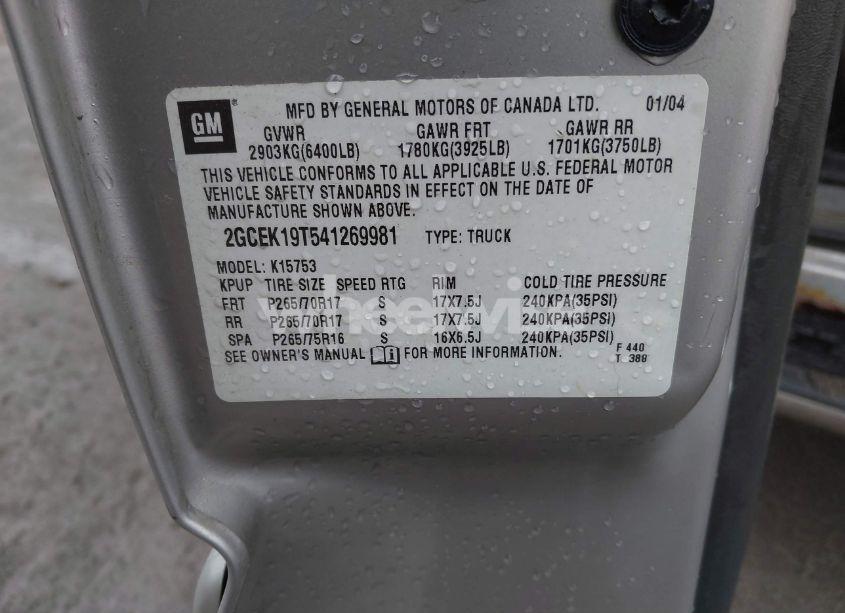 GM ® MFD BY GENERAL MOTORS OF CANADA LTD. 01/04
GVWR GAWR FRT GAWR RR
2903KG(6400LB) 1780KG(3925LB) 1701KG(3750LB)
THIS VEHICLE CONFORMS TO ALL APPLICABLE U.S. FEDERAL MOTOR
VEHICLE SAFETY STANDARDS IN EFFECT ON THE DATE OF
MANUFACTURE SHOWN ABOVE.
2GCEK19T541269981 TYPE: TRUCK
MODEL: K15753
KPUP TIRE SIZE SPEED RTG RIM COLD TIRE PRESSURE
FRT P265/70R17 S 17X7.5J 240KPA(35PSI)
RR P265/70R17 S 17X7.5J 240KPA(35PSI)
SPA P265/75R16 S 16X6.5J 240KPA(35PSI)
SEE OWNER'S MANUAL FOR MORE INFORMATION.
F 440
T 388